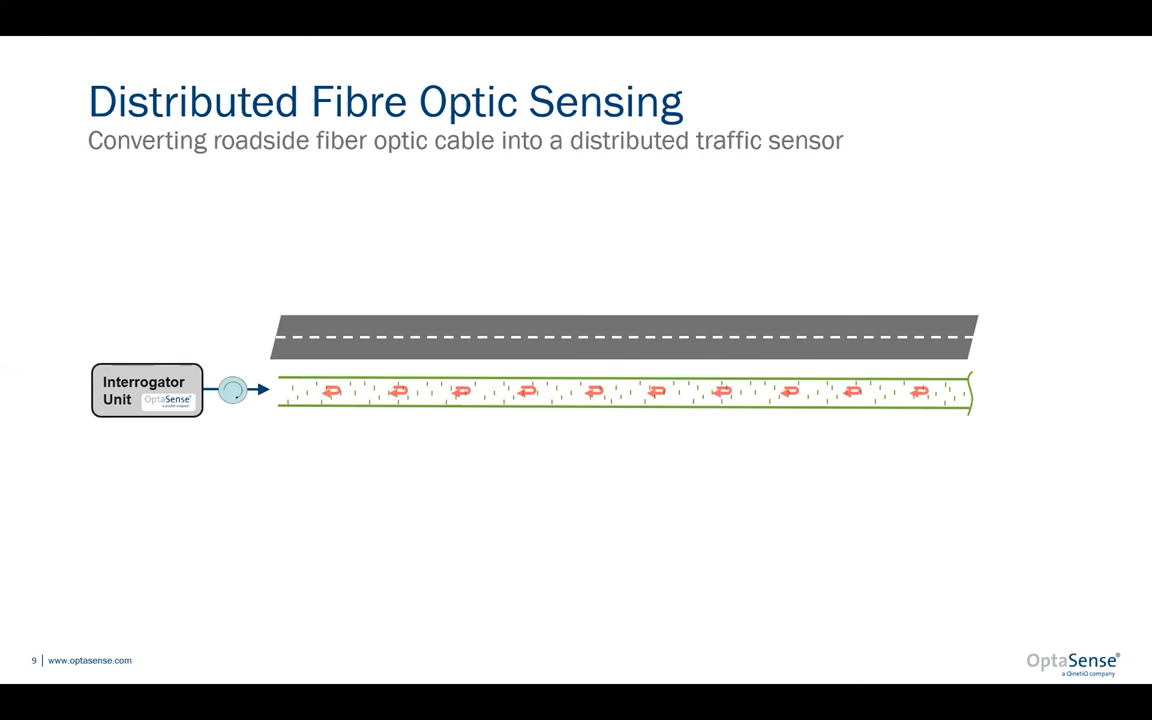 Distributed Fibre Optic Sensing
Converting roadside fiber optic cable into a distributed traffic sensor
Interrogator
Unit
OptaSense®
9 | www.optasense.com
OptaSense®
a QinetiQ company